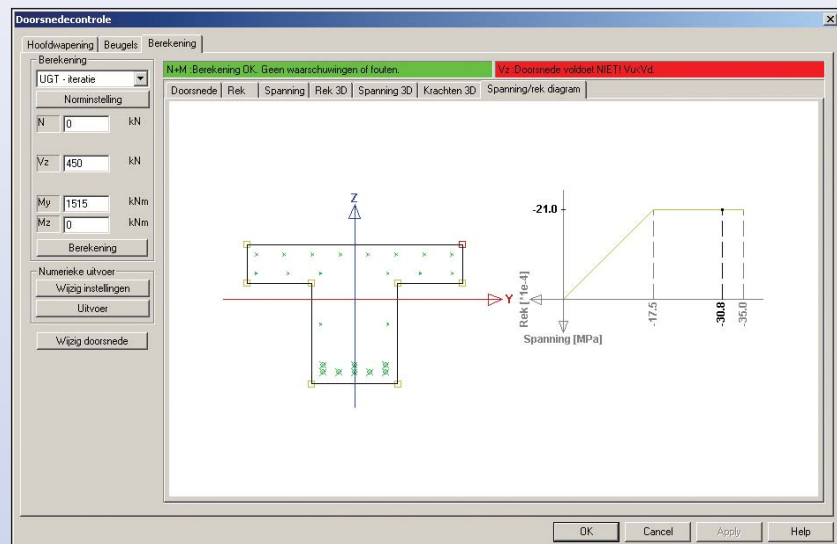 Doorsnedecontrole
Hoofdwapening Beugels Berekening
Berekening
UGT - iteratie
Norminstelling
N 0 kN
Vz 450 kN
My 1515 kNm
Mz 0 kNm
Berekening
Numerieke uitvoer
Wijzig instellingen
Uitvoer
Wijzig doorsnede
N+M :Berekening OK. Geen waarschuwingen of fouten.
Vz :Doorsnede voldoet NIET! Vu<Vd.
Doorsnede Rek Spanning Rek 3D Spanning 3D Krachten 3D Spanning/rek diagram
Z
Y
-21.0
Rek [*1e-4]
Spanning [MPa]
-17.5
-30.8
-35.0
OK Cancel Apply Help